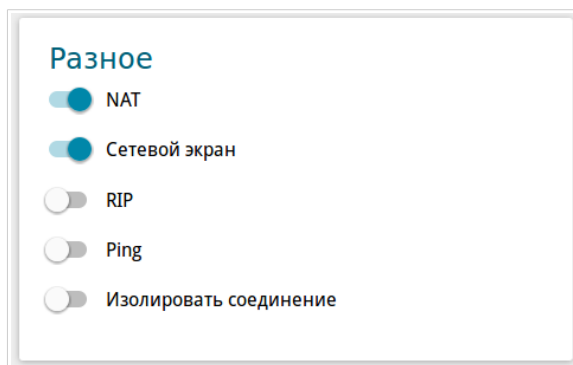 Разное
NAT
Сетевой экран
RIP
Ping
Изолировать соединение